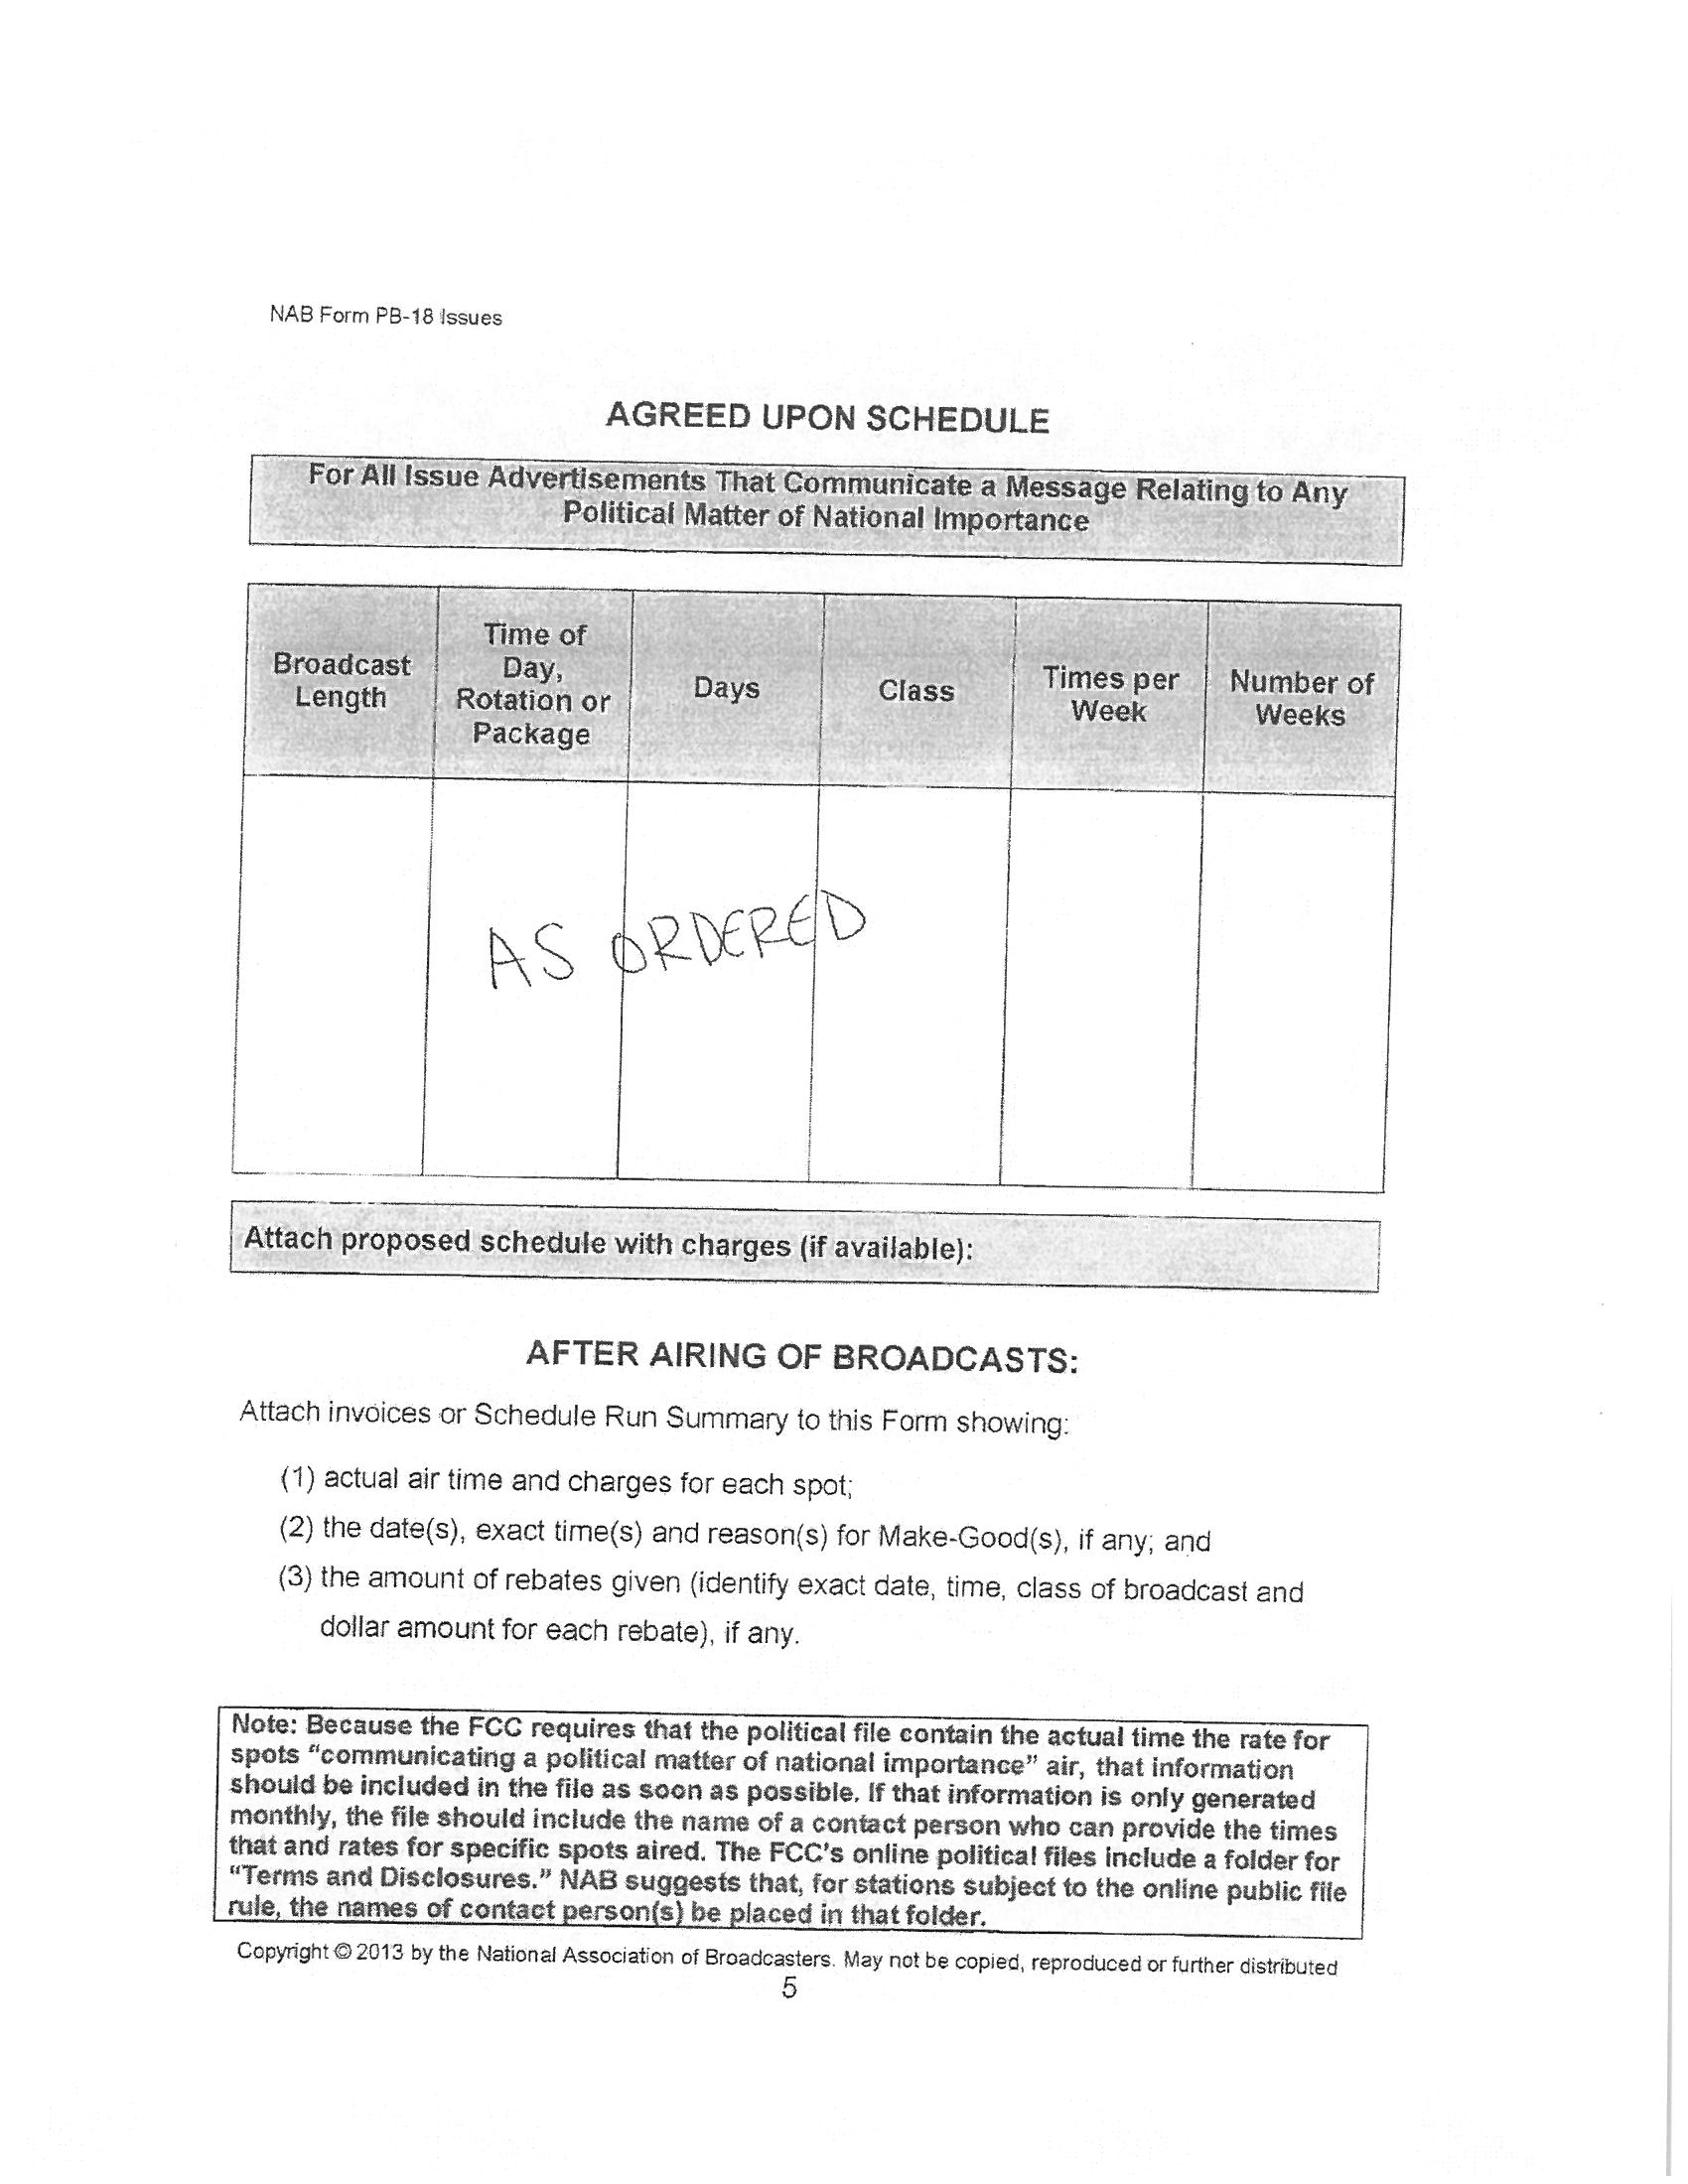 NAB Form PB-18 Issues
AGREED UPON SCHEDULE
For All Issue Advertisements That Communicate a Message Relating to Any
Political Matter of National Importance
Broadcast
Length
Time of
Day,
Rotation or
Package
Days
Class
Times per
Week
Number of
Weeks
AS ORDERED
Attach proposed schedule with charges (if available):
AFTER AIRING OF BROADCASTS:
Attach invoices or Schedule Run Summary to this Form showing:
(1) actual air time and charges for each spot;
(2) the date(s), exact time(s) and reason(s) for Make-Good(s), if any; and
(3) the amount of rebates given (identify exact date, time, class of broadcast and
dollar amount for each rebate), if any.
Note: Because the FCC requires that the political file contain the actual time the rate for
spots “communicating a political matter of national importance” air, that information
should be included in the file as soon as possible. If that information is only generated
monthly, the file should include the name of a contact person who can provide the times
that and rates for specific spots aired. The FCC's online political files include a folder for
“Terms and Disclosures.” NAB suggests that, for stations subject to the online public file
rule, the names of contact person(s) be placed in that folder.
Copyright © 2013 by the National Association of Broadcasters. May not be copied, reproduced or further distributed
5